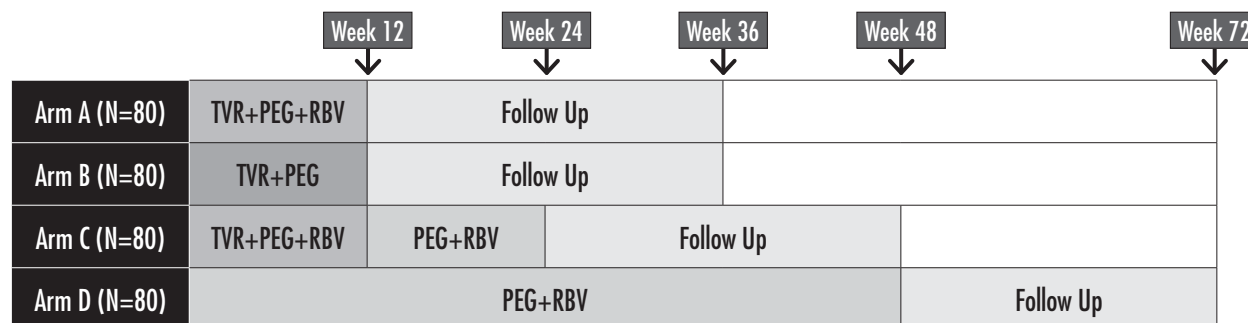 Week 12 Week 24 Week 36 Week 48 Week 72
Arm A (N=80) TVR+PEG+RBV Follow Up
Arm B (N=80) TVR+PEG Follow Up
Arm C (N=80) TVR+PEG+RBV PEG+RBV Follow Up
Arm D (N=80) PEG+RBV Follow Up